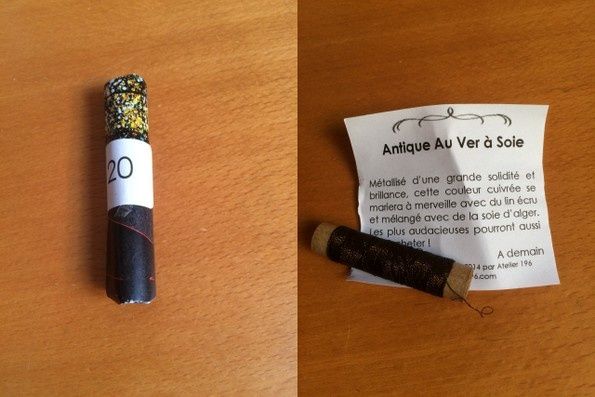 20
Antique Au Ver à Soie
Métallisé d'une grande solidité et
brillance, cette couleur cuivrée se
mariera à merveille avec du lin écru
et mélangé avec de la soie d'alger.
Les plus audacieuses pourront aussi
!
A demain
2014 par Atelier 196
.com